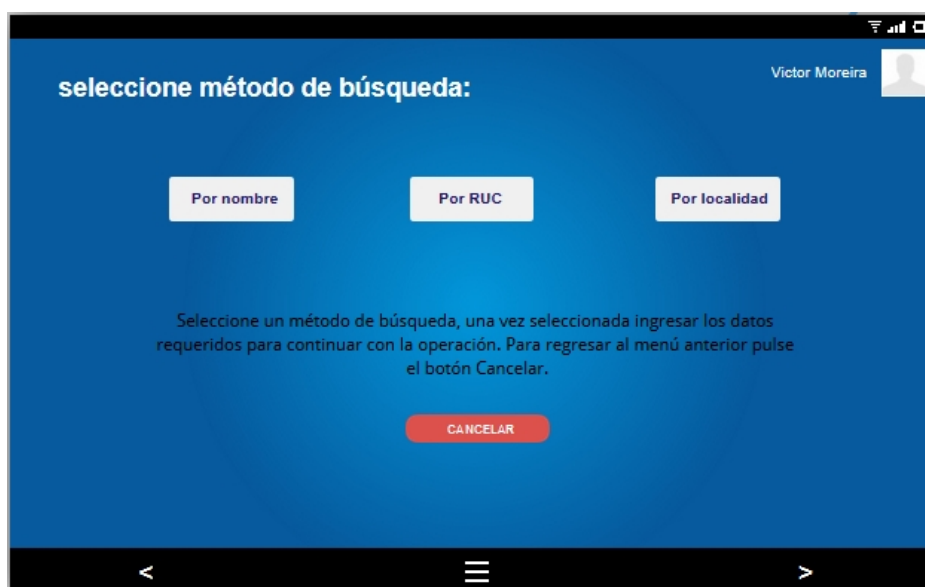 Victor Moreira
seleccione método de búsqueda:
Por nombre
Por RUC
Por localidad
Seleccione un método de búsqueda, una vez seleccionada ingresar los datos
requeridos para continuar con la operación. Para regresar al menú anterior pulse
el botón Cancelar.
CANCELAR
< >